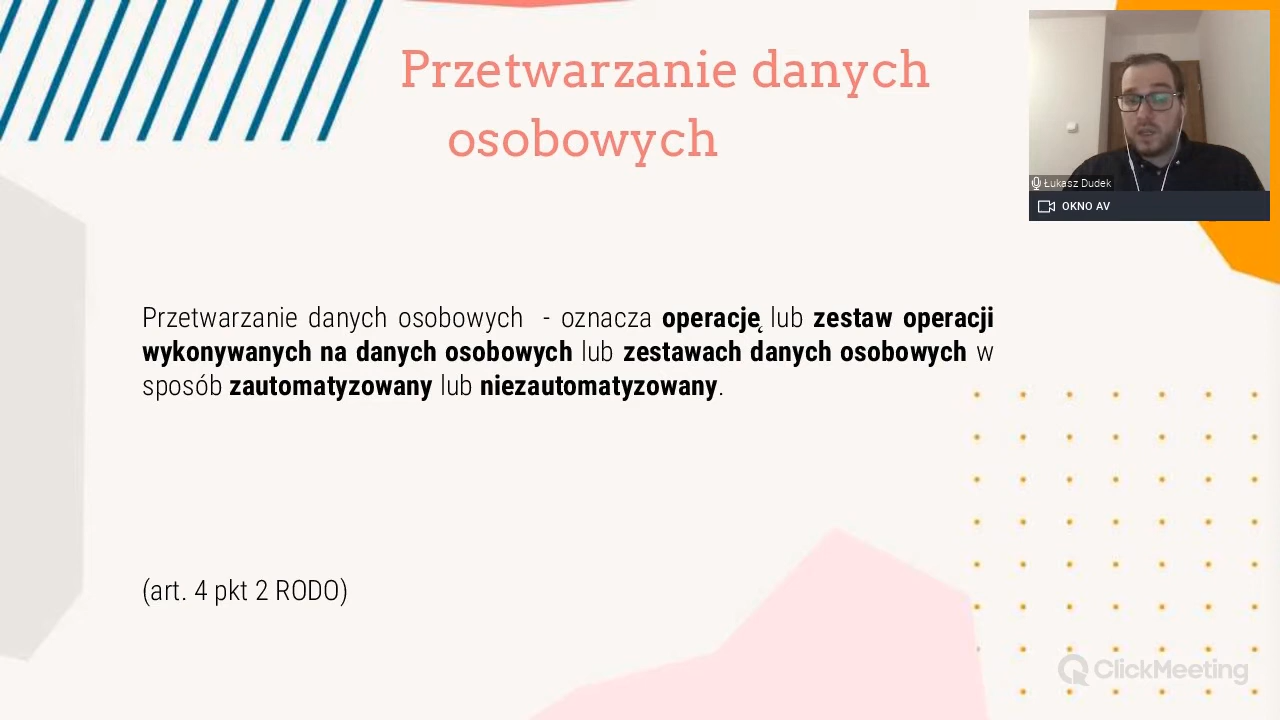 Przetwarzanie danych
osobowych
Łukasz Dudek
OKNO AV
Przetwarzanie danych osobowych - oznacza operację lub zestaw operacji
wykonywanych na danych osobowych lub zestawach danych osobowych w
sposób zautomatyzowany lub niezautomatyzowany.
(art. 4 pkt 2 RODO)
ClickMeeting